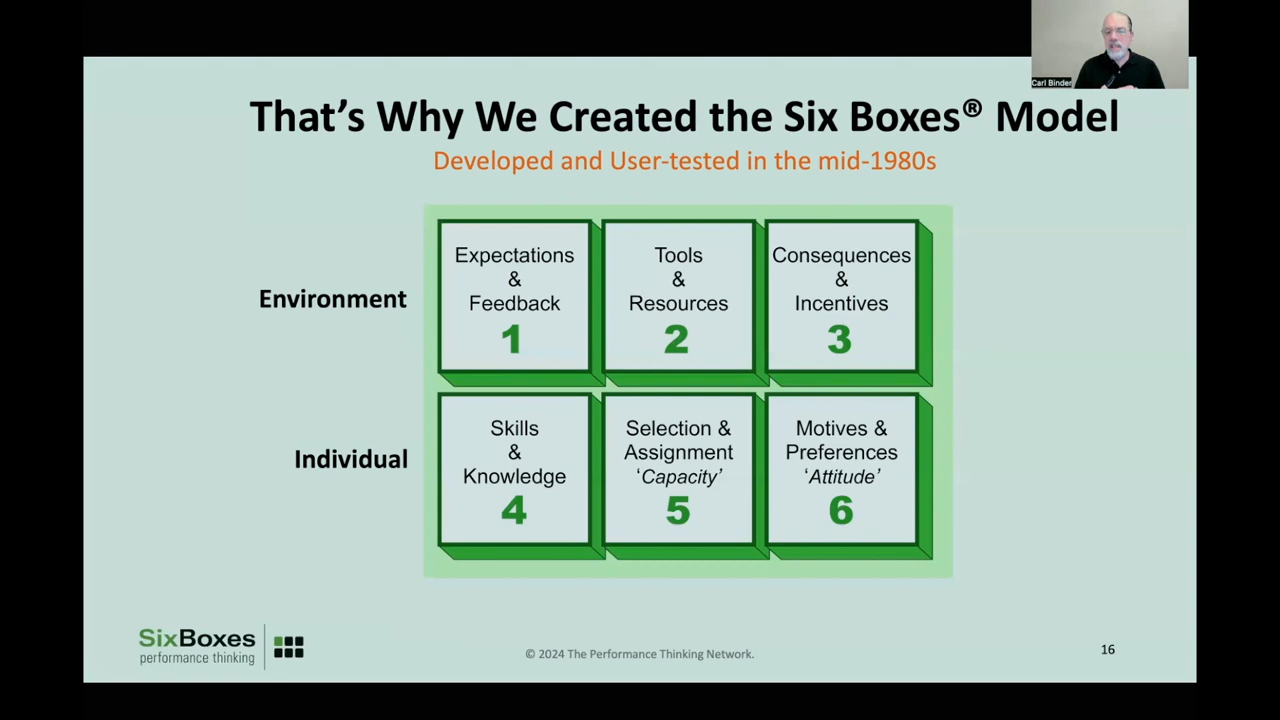 Carl Binder
That's Why We Created the Six Boxes® Model
Developed and User-tested in the mid-1980s
Environment
Expectations
&
Feedback
1
Tools
&
Resources
2
Consequences
&
Incentives
3
Individual
Skills
&
Knowledge
4
Selection &
Assignment
'Capacity'
5
Motives &
Preferences
'Attitude'
6
SixBoxes
performance thinking
© 2024 The Performance Thinking Network.
16